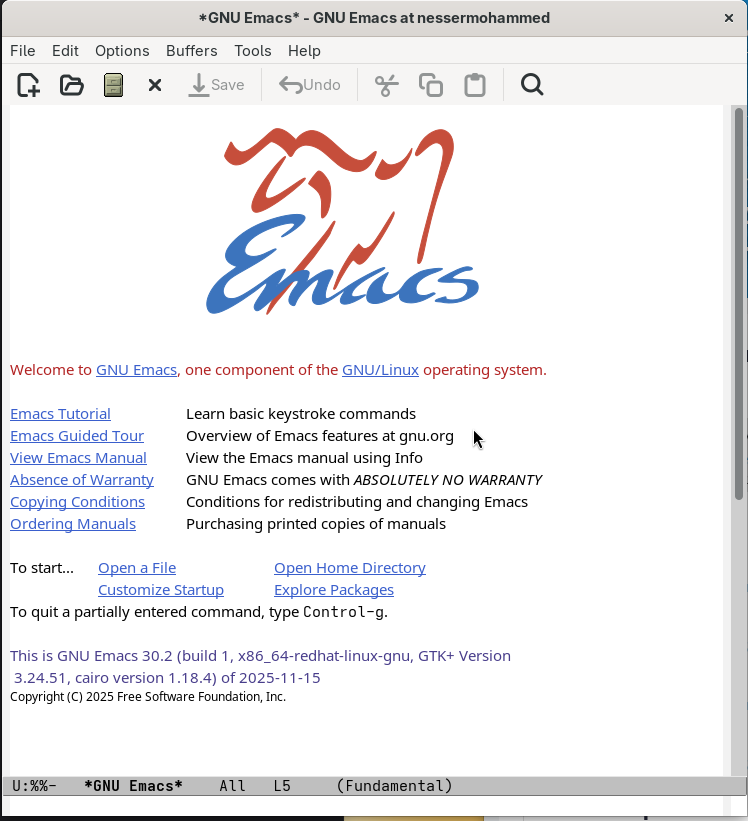 *GNU Emacs* - GNU Emacs at nessermohammed
File Edit Options Buffers Tools Help
Save Undo
Emacs
Welcome to GNU Emacs, one component of the GNU/Linux operating system.
Emacs Tutorial Learn basic keystroke commands
Emacs Guided Tour Overview of Emacs features at gnu.org
View Emacs Manual View the Emacs manual using Info
Absence of Warranty GNU Emacs comes with ABSOLUTELY NO WARRANTY
Copying Conditions Conditions for redistributing and changing Emacs
Ordering Manuals Purchasing printed copies of manuals
To start... Open a File Open Home Directory
Customize Startup Explore Packages
To quit a partially entered command, type Control-g.
This is GNU Emacs 30.2 (build 1, x86_64-redhat-linux-gnu, GTK+ Version
3.24.51, cairo version 1.18.4) of 2025-11-15
Copyright (C) 2025 Free Software Foundation, Inc.
U:%%- *GNU Emacs* All L5 (Fundamental)